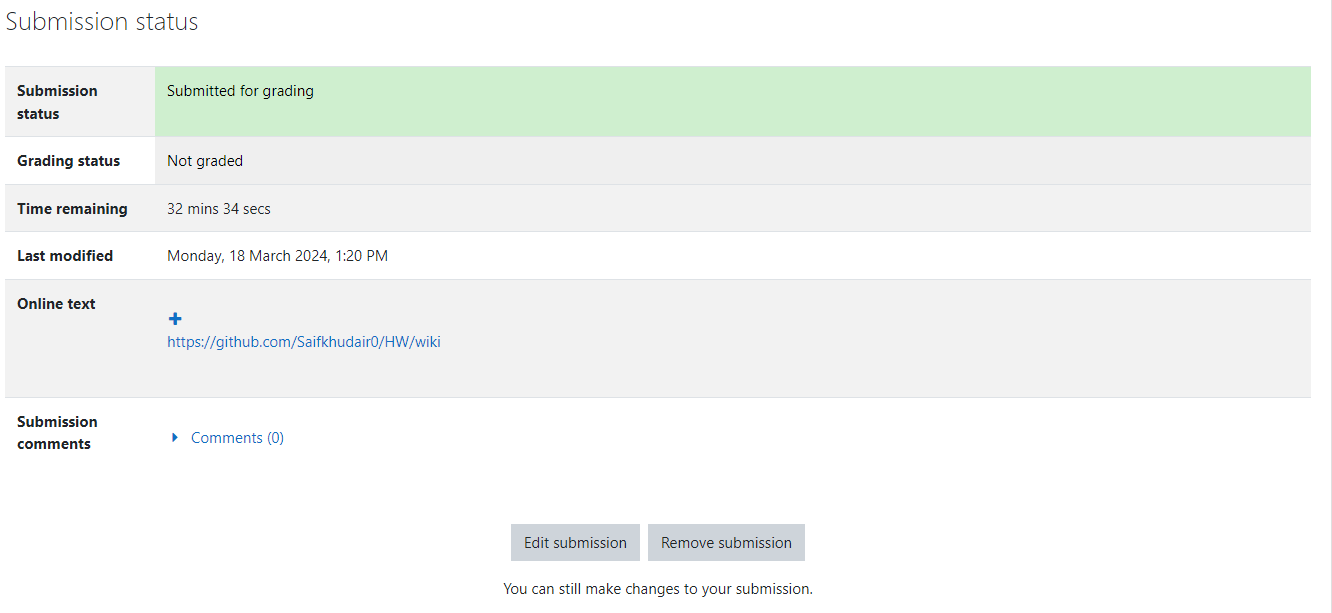 Submission status
Submission
status
Submitted for grading
Grading status
Not graded
Time remaining
32 mins 34 secs
Last modified
Monday, 18 March 2024, 1:20 PM
Online text
https://github.com/Saifkhudair0/HW/wiki
Submission
comments
Comments (0)
Edit submission
Remove submission
You can still make changes to your submission.